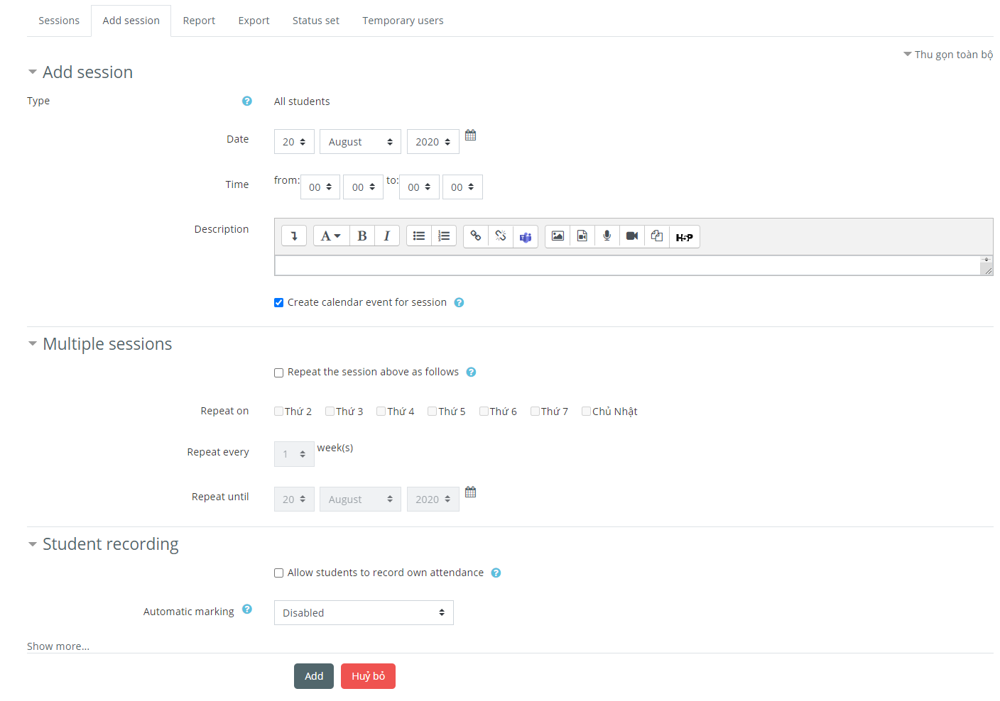 Sessions Add session Report Export Status set Temporary users
Thu gọn toàn bộ
Add session
Type All students
Date 20 August 2020
Time from: 00 00 to: 00 00
Description A B I H5P
Create calendar event for session
Multiple sessions
Repeat the session above as follows
Repeat on Thứ 2 Thứ 3 Thứ 4 Thứ 5 Thứ 6 Thứ 7 Chủ Nhật
Repeat every 1 week(s)
Repeat until 20 August 2020
Student recording
Allow students to record own attendance
Automatic marking Disabled
Show more...
Add Huỷ bỏ